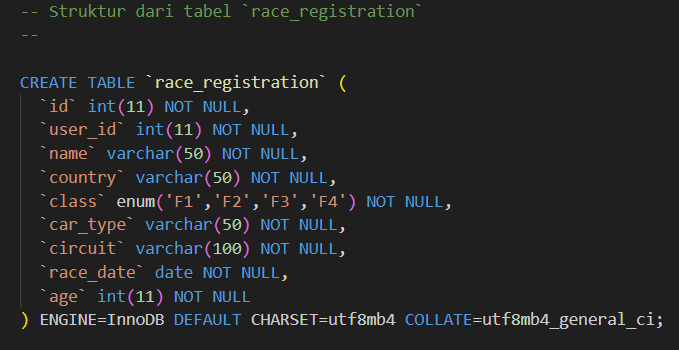 -- Struktur dari tabel `race_registration`
--
CREATE TABLE `race_registration` (
`id` int(11) NOT NULL,
`user_id` int(11) NOT NULL,
`name` varchar(50) NOT NULL,
`country` varchar(50) NOT NULL,
`class` enum('F1','F2','F3','F4') NOT NULL,
`car_type` varchar(50) NOT NULL,
`circuit` varchar(100) NOT NULL,
`race_date` date NOT NULL,
`age` int(11) NOT NULL
) ENGINE=InnoDB DEFAULT CHARSET=utf8mb4 COLLATE=utf8mb4_general_ci;